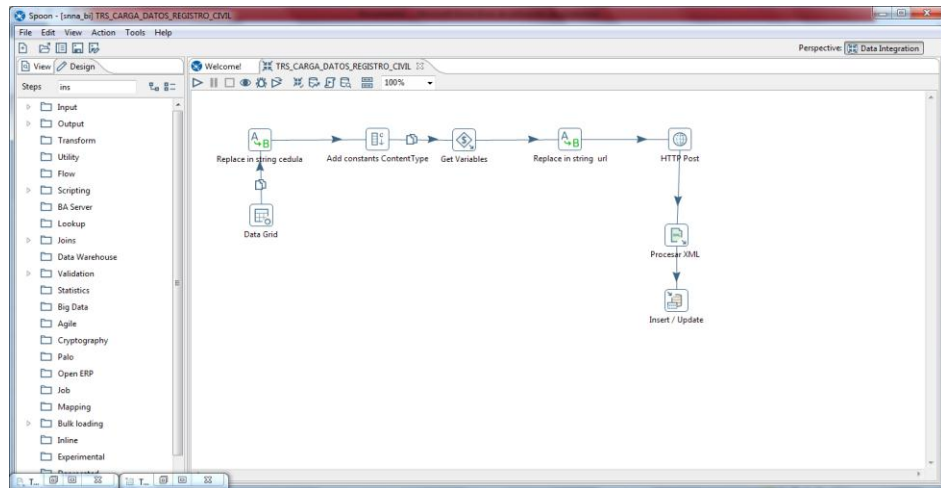 Spoon - [snna_bi] TRS_CARGA_DATOS_REGISTRO_CIVIL
File Edit View Action Tools Help
Perspective: Data Integration
View Design
Welcome! TRS_CARGA_DATOS_REGISTRO_CIVIL
Steps ins
100%
Input
Output
Transform
Utility
Flow
Scripting
BA Server
Lookup
Joins
Data Warehouse
Validation
Statistics
Big Data
Agile
Cryptography
Palo
Open ERP
Job
Mapping
Bulk loading
Inline
Experimental
Replace in string cedula
Add constants ContentType
Get Variables
Replace in string url
HTTP Post
Data Grid
Procesar XML
Insert / Update
T...
T...